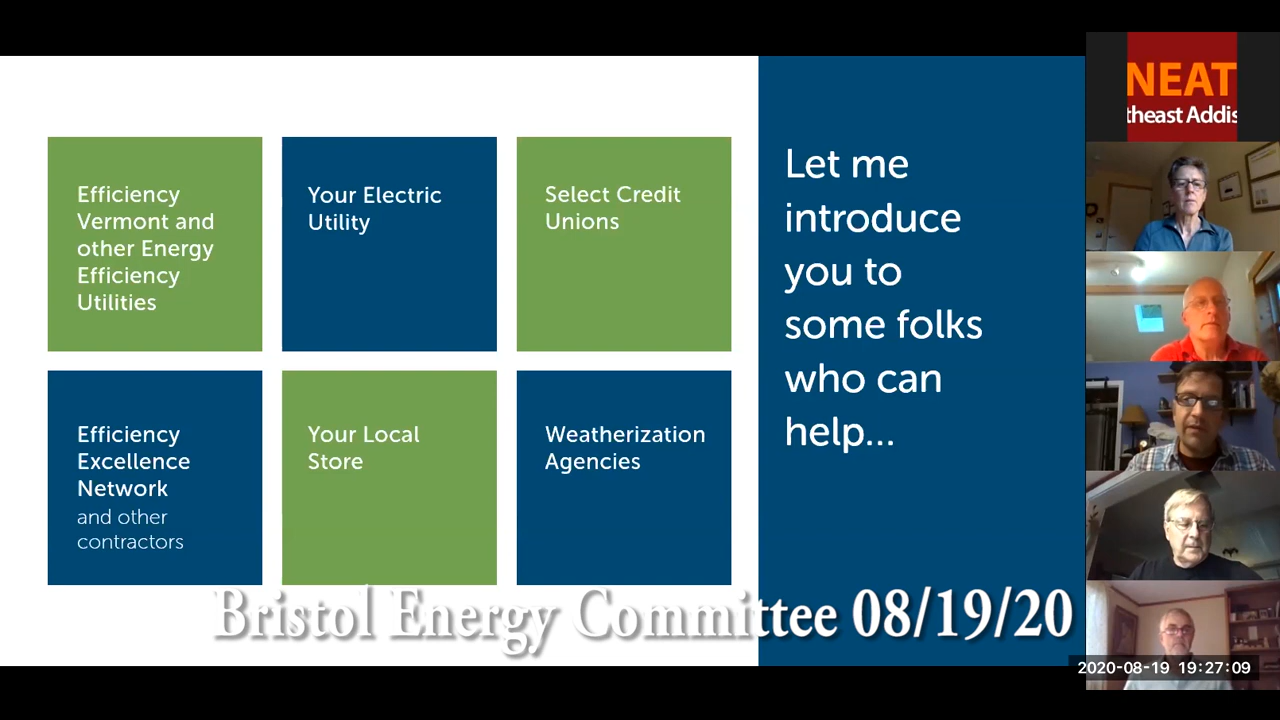 Efficiency
Vermont and
other Energy
Efficiency
Utilities
Your Electric
Utility
Select Credit
Unions
Efficiency
Excellence
Network
and other
contractors
Your Local
Store
Weatherization
Agencies
Let me
introduce
you to
some folks
who can
help...
NEAT
theast Addis
Bristol Energy Committee 08/19/20
2020-08-19 19:27:09